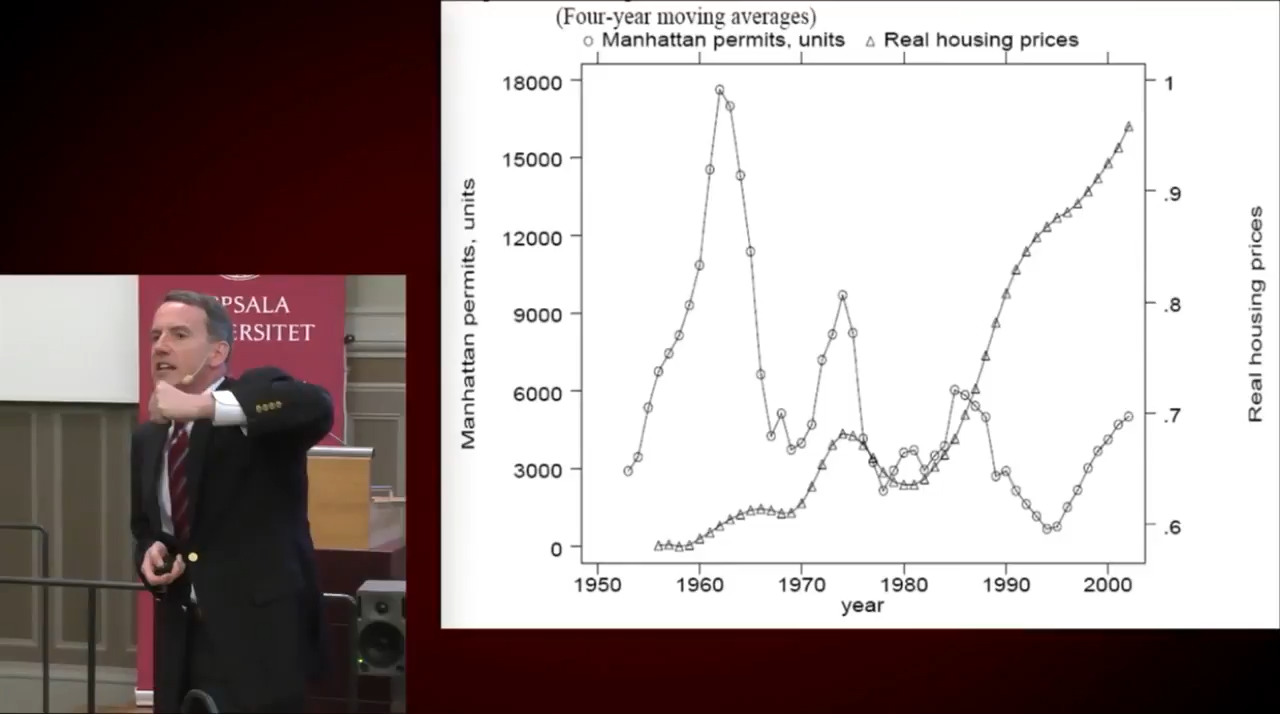 (Four-year moving averages)
Manhattan permits, units
Real housing prices
18000
15000
12000
9000
6000
3000
0
Manhattan permits, units
1
.9
.8
.7
.6
Real housing prices
1950
1960
1970
1980
1990
2000
year
PSALA
ERSITET